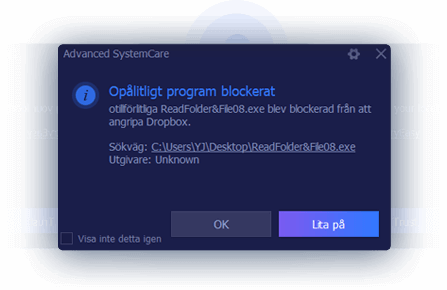 Advanced SystemCare
Opålitligt program blockerat
otillförlitliga ReadFolder&File08.exe blev blockerad från att
angripa Dropbox.
Sökväg: C:\Users\YJ\Desktop\ReadFolder&File08.exe
Utgivare: Unknown
OK
Lita på
Visa inte detta igen